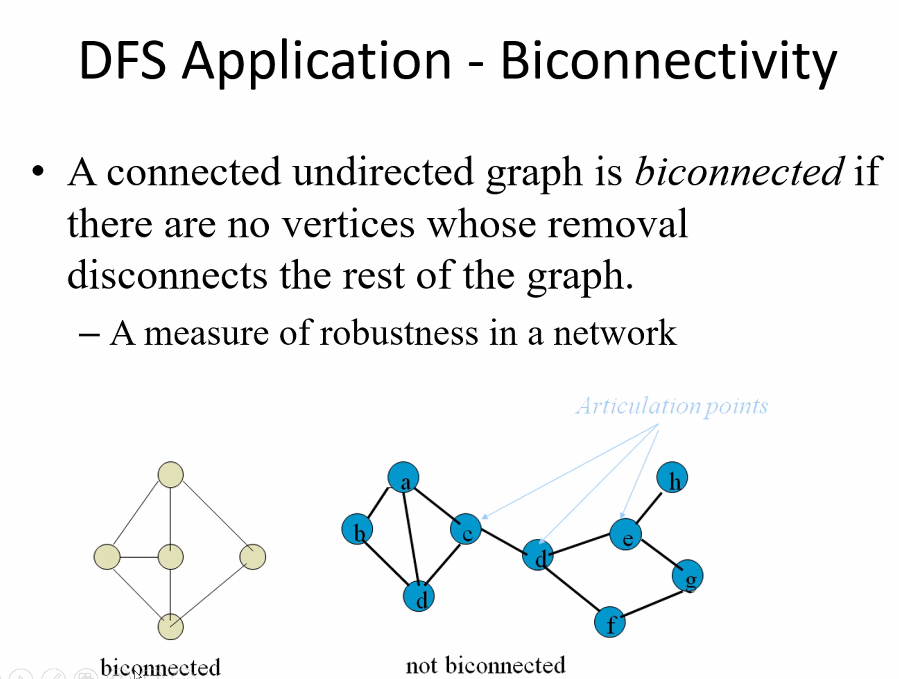 DFS Application - Biconnectivity
• A connected undirected graph is biconnected if
there are no vertices whose removal
disconnects the rest of the graph.
– A measure of robustness in a network
Articulation points
a
h
b
c
e
d
g
d
f
biconnected
not biconnected